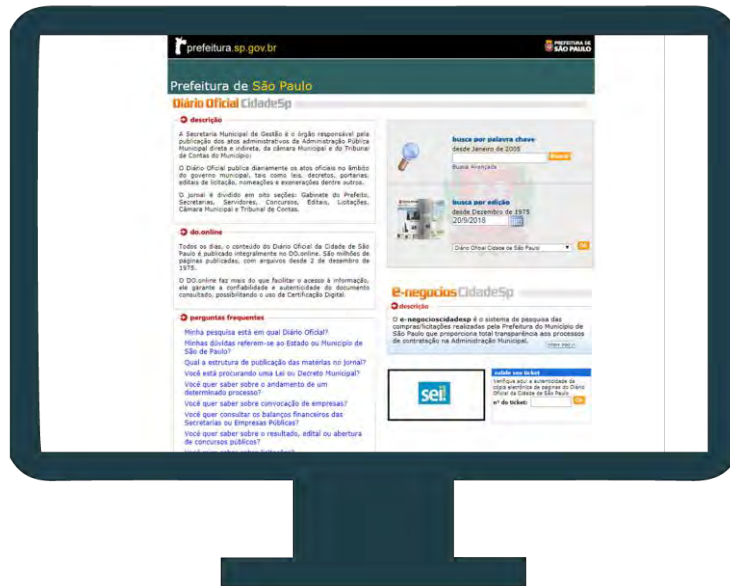 prefeitura.sp.gov.br
PREFEITURA DE
SÃO PAULO
Prefeitura de São Paulo
Diário Oficial CidadeSp
descrição
A Secretaria Municipal de Gestão é o órgão responsável pela
publicação dos atos administrativos da Administração Pública
Municipal direta e indireta, da câmara Municipal e do Tribunal
de Contas do Município:
O Diário Oficial publica diariamente os atos oficiais no âmbito
do governo municipal, tais como leis, decretos, portarias,
editais de licitação, nomeações e exonerações dentre outros.
O jornal é dividido em oito seções: Gabinete do Prefeito,
Secretarias, Servidores, Concursos, Editais, Licitações,
Câmara Municipal e Tribunal de Contas.
do.online
Todos os dias, o conteúdo do Diário Oficial da Cidade de São
Paulo é publicado integralmente no DO.online. São milhões de
páginas publicadas, com arquivos desde 2 de dezembro de
1975.
O DO.online faz mais do que facilitar o acesso à informação,
ele garante a confiabilidade e autenticidade do documento
consultado, possibilitando o uso da Certificação Digital.
perguntas frequentes
Minha pesquisa está em qual Diário Oficial?
Minhas dúvidas referem-se ao Estado ou Município de
São de Paulo?
Qual a estrutura de publicação das matérias no jornal?
Você está procurando uma Lei ou Decreto Municipal?
Você quer saber sobre o andamento de um
determinado processo?
Você quer saber sobre convocação de empresas?
Você quer consultar os balanços financeiros das
Secretarias ou Empresas Públicas?
Você quer saber sobre o resultado, edital ou abertura
de concursos públicos?
busca por palavra chave
desde Janeiro de 2005
Buscar
Busca Avançada
busca por edição
desde Dezembro de 1975
20/9/2018
Diário Oficial Cidade de São Paulo
Ok
e-negocios CidadeSp
descrição
O e-negocioscidadesp é o sistema de pesquisa das
compras/licitações realizadas pela Prefeitura do Município de
São Paulo que proporciona total transparência aos processos
de contratação na Administração Municipal.
sei!
valide seu ticket
Verifique aqui a autenticidade da
cópia eletrônica de páginas do Diário
Oficial da Cidade de São Paulo
nº do ticket:
Ok